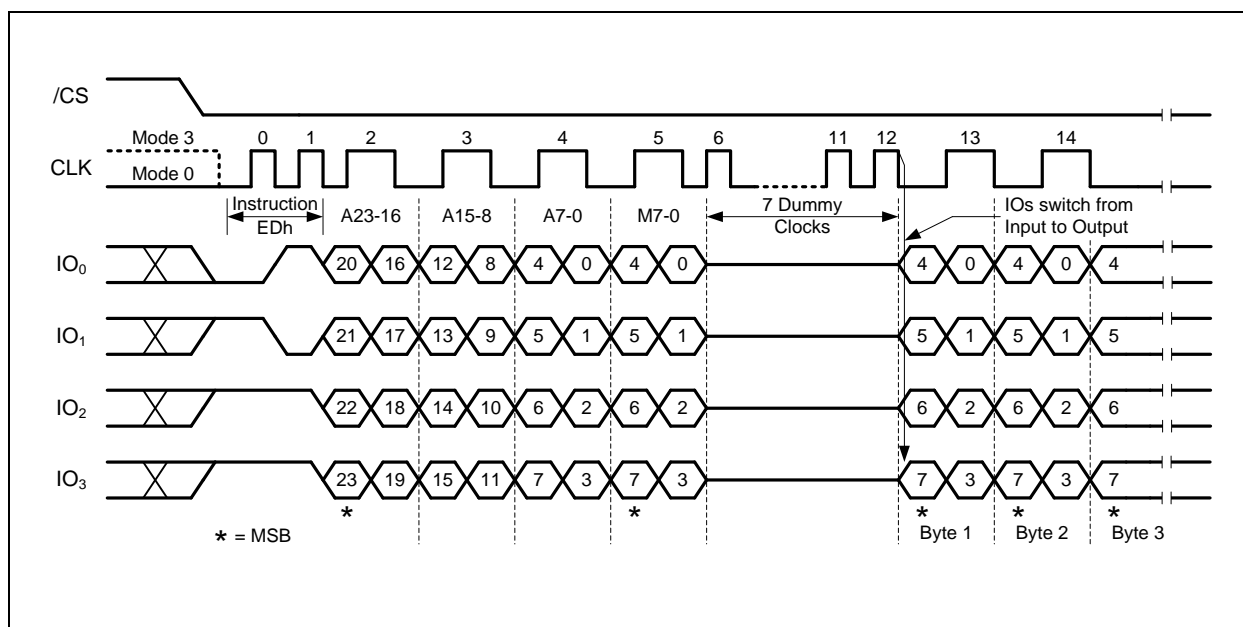 /CS
Mode 3 0 1 2 3 4 5 6 11 12 13 14
CLK Mode 0
Instruction EDh A23-16 A15-8 A7-0 M7-0 7 Dummy Clocks IOs switch from Input to Output
IO0 20 16 12 8 4 0 4 0 4 0 4 0 4
IO1 21 17 13 9 5 1 5 1 5 1 5 1 5
IO2 22 18 14 10 6 2 6 2 6 2 6 2 6
IO3 23 19 15 11 7 3 7 3 7 3 7 3 7
* * * * *
* = MSB Byte 1 Byte 2 Byte 3